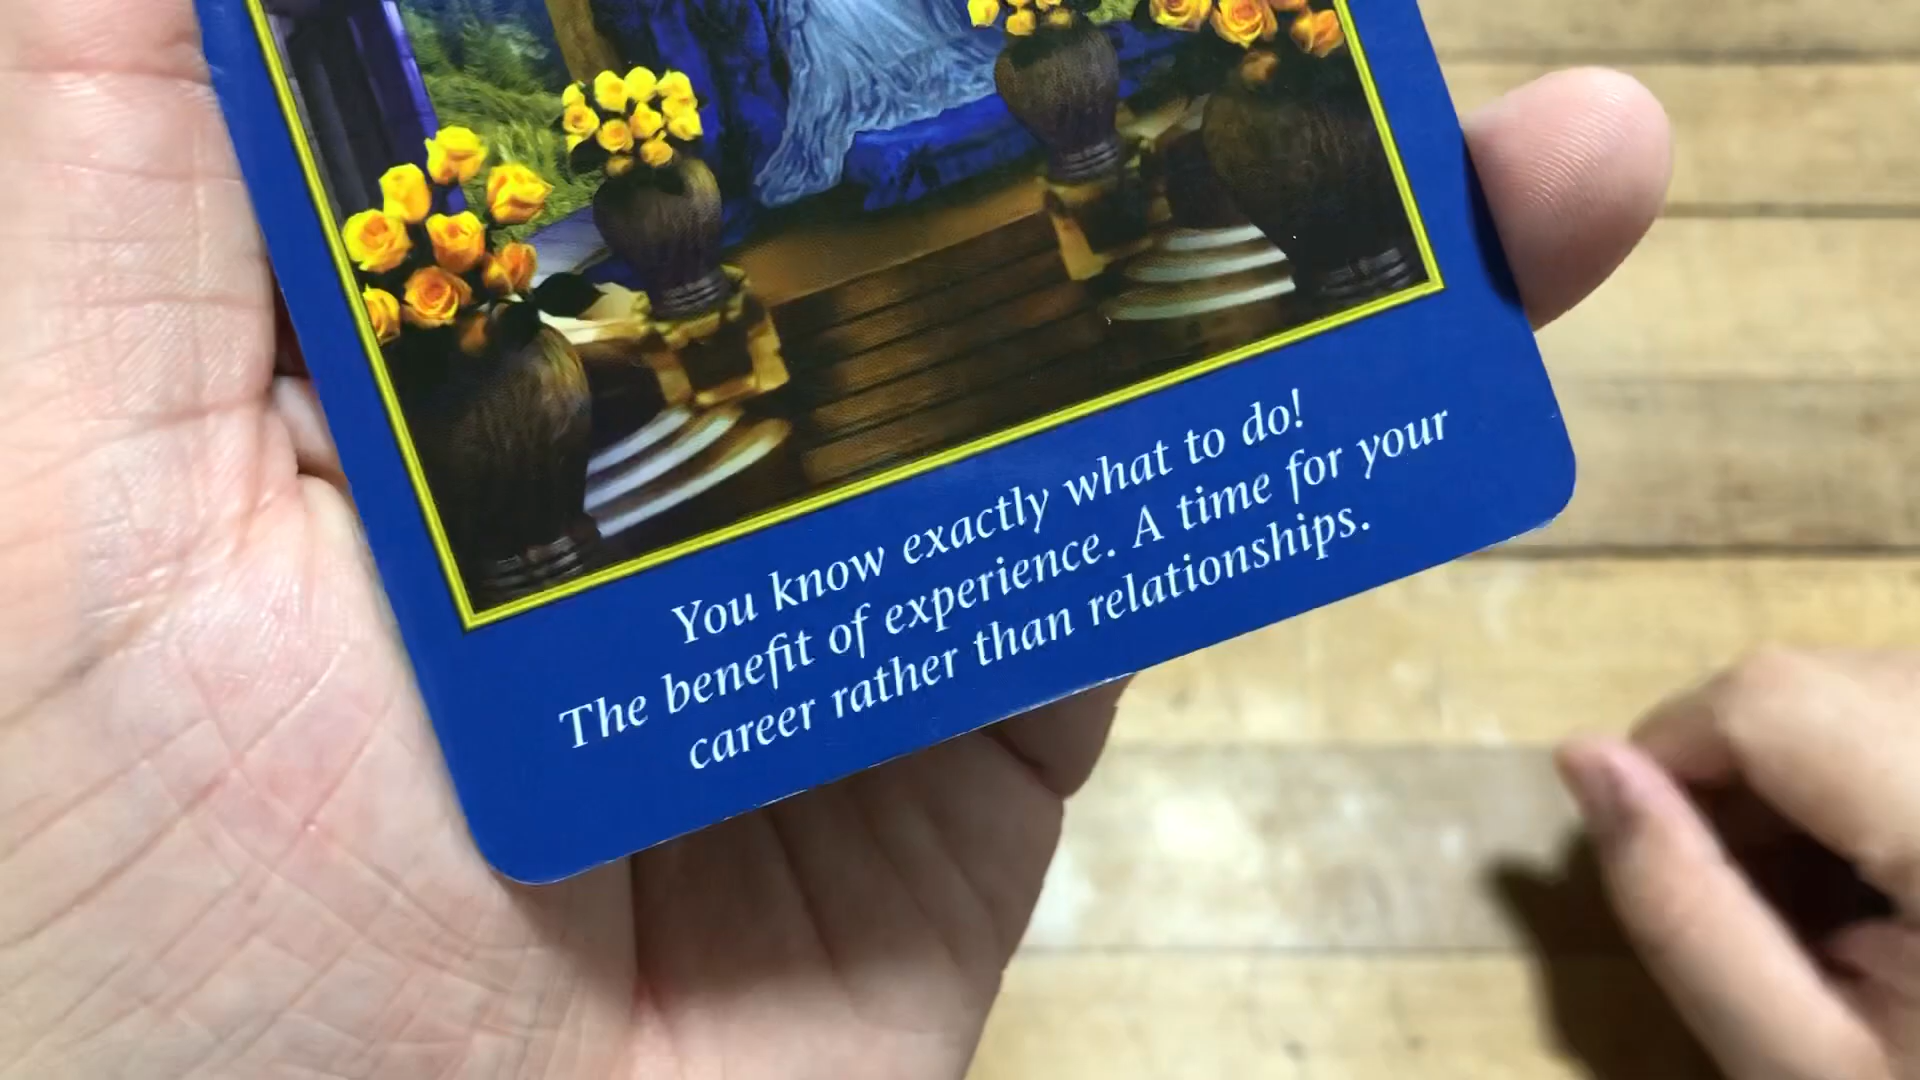 You know exactly what to do!
The benefit of experience. A time for your
career rather than relationships.